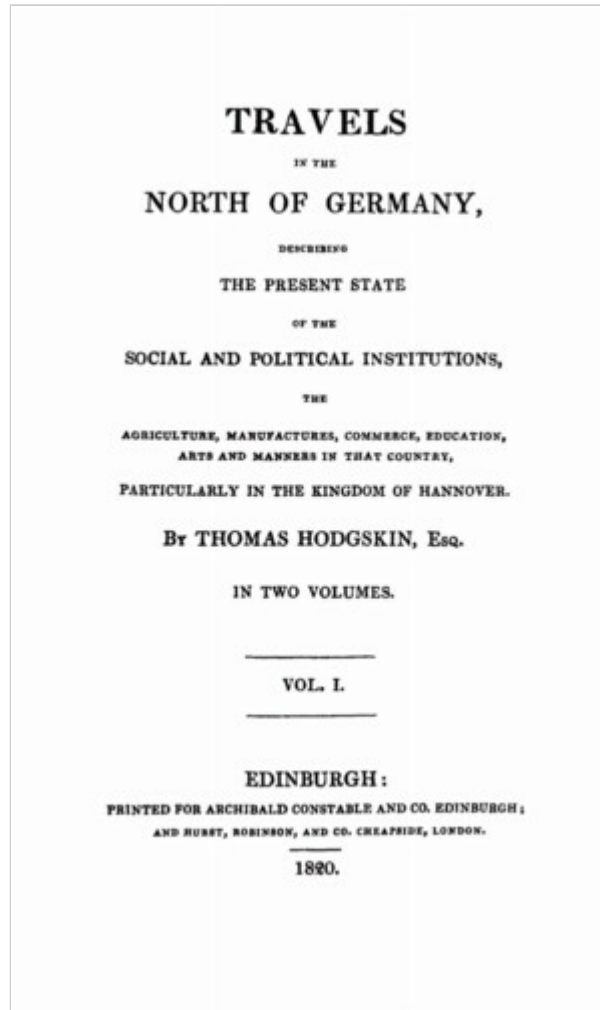 TRAVELS
IN THE
NORTH OF GERMANY,
DESCRIBING
THE PRESENT STATE
OF THE
SOCIAL AND POLITICAL INSTITUTIONS,
THE
AGRICULTURE, MANUFACTURES, COMMERCE, EDUCATION,
ARTS AND MANNERS IN THAT COUNTRY,
PARTICULARLY IN THE KINGDOM OF HANNOVER.
BY THOMAS HODGSKIN, ESQ.
IN TWO VOLUMES.
VOL. I.
EDINBURGH:
PRINTED FOR ARCHIBALD CONSTABLE AND CO. EDINBURGH;
AND HURST, ROBINSON, AND CO. CHEAPSIDE, LONDON.
1820.